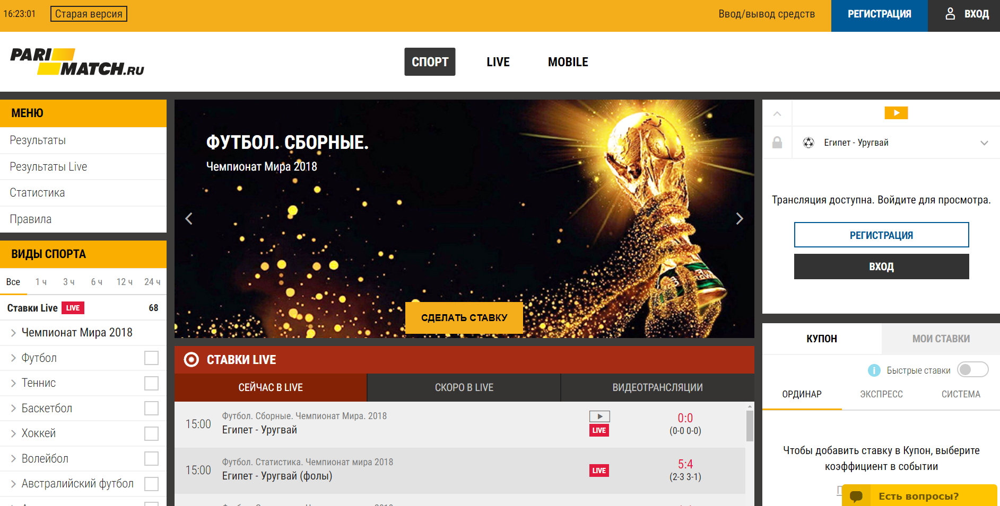 16:23:01
Старая версия
Ввод/вывод средств
РЕГИСТРАЦИЯ
ВХОД
PARI
MATCH.RU
СПОРТ
LIVE
MOBILE
МЕНЮ
Результаты
Результаты Live
Статистика
Правила
ВИДЫ СПОРТА
Все 1 ч 3 ч 6 ч 12 ч 24 ч
Ставки Live LIVE 68
Чемпионат Мира 2018
Футбол
Теннис
Баскетбол
Хоккей
Волейбол
Австралийский футбол
ФУТБОЛ. СБОРНЫЕ.
Чемпионат Мира 2018
СДЕЛАТЬ СТАВКУ
СТАВКИ LIVE
СЕЙЧАС В LIVE
СКОРО В LIVE
ВИДЕОТРАНСЛЯЦИИ
15:00
Футбол. Сборные. Чемпионат Мира. 2018
Египет - Уругвай
LIVE
0:0
(0-0 0-0)
15:00
Футбол. Статистика. Чемпионат мира 2018
Египет - Уругвай (фолы)
LIVE
5:4
(2-3 3-1)
Египет - Уругвай
Трансляция доступна. Войдите для просмотра.
РЕГИСТРАЦИЯ
ВХОД
КУПОН
МОИ СТАВКИ
Быстрые ставки
ОРДИНАР
ЭКСПРЕСС
СИСТЕМА
Чтобы добавить ставку в Купон, выберите
коэффициент в событии
Есть вопросы?